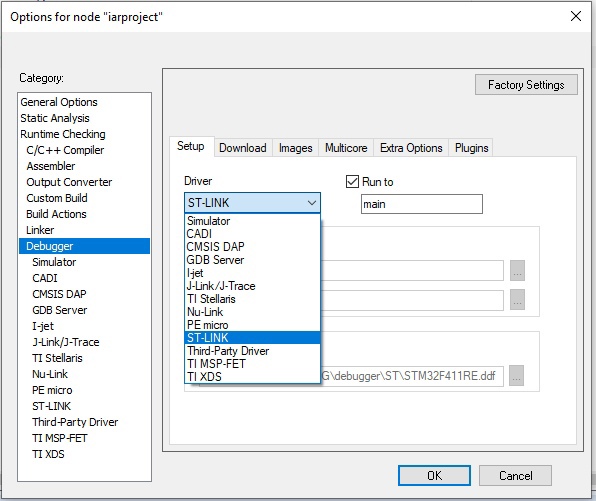 Options for node "iarproject"
Category:
General Options
Static Analysis
Runtime Checking
C/C++ Compiler
Assembler
Output Converter
Custom Build
Build Actions
Linker
Debugger
Simulator
CADI
CMSIS DAP
GDB Server
I-jet
J-Link/J-Trace
TI Stellaris
Nu-Link
PE micro
ST-LINK
Third-Party Driver
TI MSP-FET
TI XDS
Factory Settings
Setup Download Images Multicore Extra Options Plugins
Driver
Run to
ST-LINK
main
Simulator
CADI
CMSIS DAP
GDB Server
I-jet
J-Link/J-Trace
TI Stellaris
Nu-Link
PE micro
ST-LINK
Third-Party Driver
TI MSP-FET
TI XDS
...
...
G\debugger\ST\STM32F411RE.ddf ...
OK Cancel